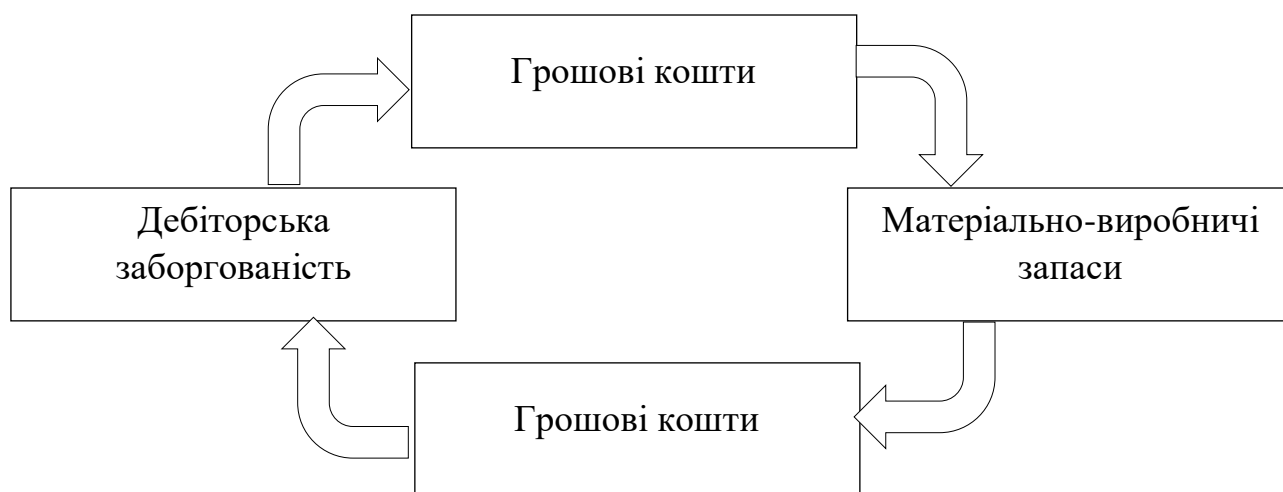 Грошові кошти
Дебіторська
заборгованість
Матеріально-виробничі
запаси
Грошові кошти